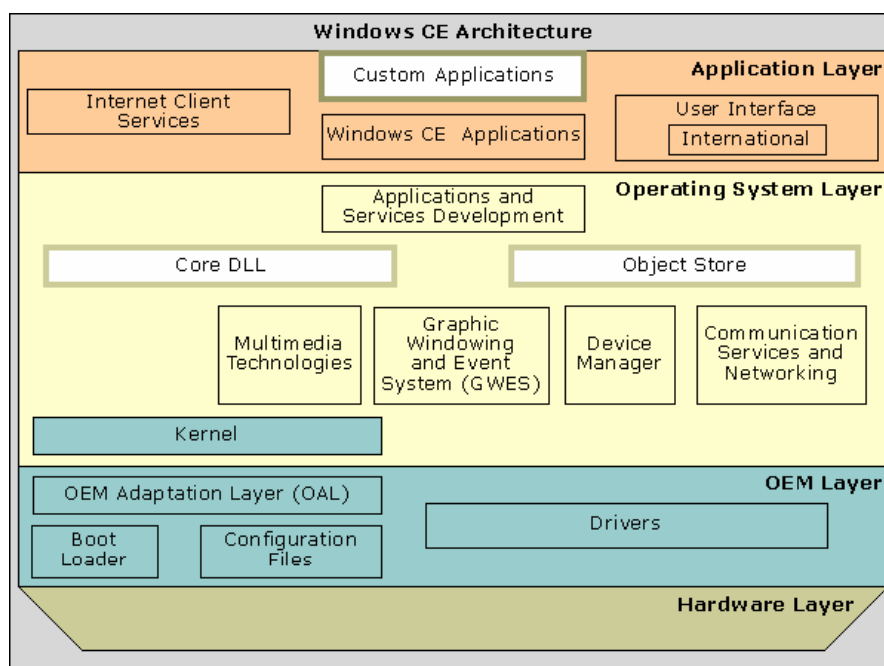 Windows CE Architecture
Application Layer
Custom Applications
Internet Client
Services
Windows CE Applications
User Interface
International
Operating System Layer
Applications and
Services Development
Core DLL
Object Store
Multimedia
Technologies
Graphic
Windowing
and Event
System (GWES)
Device
Manager
Communication
Services and
Networking
Kernel
OEM Layer
OEM Adaptation Layer (OAL)
Drivers
Boot
Loader
Configuration
Files
Hardware Layer